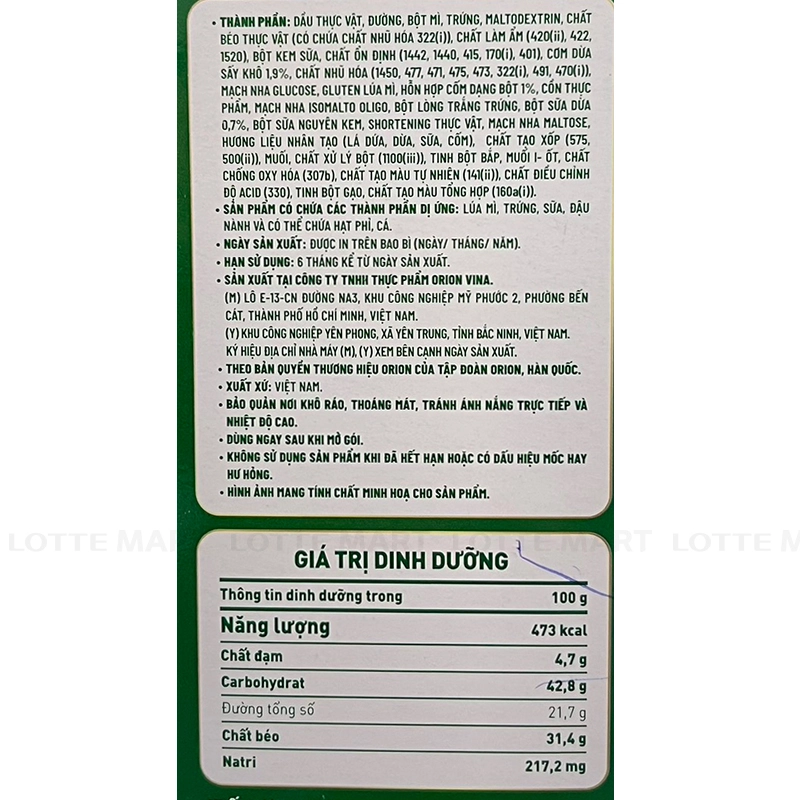 • THÀNH PHẦN: DẦU THỰC VẬT, ĐƯỜNG, BỘT MÌ, TRỨNG, MALTODEXTRIN, CHẤT
BÉO THỰC VẬT (CÓ CHỨA CHẤT NHŨ HÓA 322(i)), CHẤT LÀM ẨM (420(ii), 422,
1520), BỘT KEM SỮA, CHẤT ỔN ĐỊNH (1442, 1440, 415, 170(i), 401), CƠM DỪA
SẤY KHÔ 1,9%, CHẤT NHŨ HÓA (1450, 477, 471, 475, 473, 322(i), 491, 470(i)),
MẠCH NHA GLUCOSE, GLUTEN LÚA MÌ, HỖN HỢP CỐM DẠNG BỘT 1%, CỒN THỰC
PHẨM, MẠCH NHA ISOMALTO OLIGO, BỘT LÒNG TRẮNG TRỨNG, BỘT SỮA DỪA
0,7%, BỘT SỮA NGUYÊN KEM, SHORTENING THỰC VẬT, MẠCH NHA MALTOSE,
HƯƠNG LIỆU NHÂN TẠO (LÁ DỨA, DỪA, SỮA, CỐM), CHẤT TẠO XỐP (575,
500(ii)), MUỐI, CHẤT XỬ LÝ BỘT (1100(iii)), TINH BỘT BẮP, MUỐI I- ỐT, CHẤT
CHỐNG OXY HÓA (307b), CHẤT TẠO MÀU TỰ NHIÊN (141(ii)), CHẤT ĐIỀU CHỈNH
ĐỘ ACID (330), TINH BỘT GẠO, CHẤT TẠO MÀU TỔNG HỢP (160a(i)).
• SẢN PHẨM CÓ CHỨA CÁC THÀNH PHẦN DỊ ỨNG: LÚA MÌ, TRỨNG, SỮA, ĐẬU
NÀNH VÀ CÓ THỂ CHỨA HẠT PHỈ, CÁ.
• NGÀY SẢN XUẤT: ĐƯỢC IN TRÊN BAO BÌ (NGÀY/ THÁNG/ NĂM).
• HẠN SỬ DỤNG: 6 THÁNG KỂ TỪ NGÀY SẢN XUẤT.
• SẢN XUẤT TẠI CÔNG TY TNHH THỰC PHẨM ORION VINA.
(M) LÔ E-13-CN ĐƯỜNG NA3, KHU CÔNG NGHIỆP MỸ PHƯỚC 2, PHƯỜNG BẾN
CÁT, THÀNH PHỐ HỒ CHÍ MINH, VIỆT NAM.
(Y) KHU CÔNG NGHIỆP YÊN PHONG, XÃ YÊN TRUNG, TỈNH BẮC NINH, VIỆT NAM.
KÝ HIỆU ĐỊA CHỈ NHÀ MÁY (M), (Y) XEM BÊN CẠNH NGÀY SẢN XUẤT.
• THEO BẢN QUYỀN THƯƠNG HIỆU ORION CỦA TẬP ĐOÀN ORION, HÀN QUỐC.
• XUẤT XỨ: VIỆT NAM.
• BẢO QUẢN NƠI KHÔ RÁO, THOÁNG MÁT, TRÁNH ÁNH NẮNG TRỰC TIẾP VÀ
NHIỆT ĐỘ CAO.
• DÙNG NGAY SAU KHI MỞ GÓI.
• KHÔNG SỬ DỤNG SẢN PHẨM KHI ĐÃ HẾT HẠN HOẶC CÓ DẤU HIỆU MỐC HAY
HƯ HỎNG.
• HÌNH ẢNH MANG TÍNH CHẤT MINH HOẠ CHO SẢN PHẨM.
LOTTE MART LOTTE MART LOTTE M
GIÁ TRỊ DINH DƯỠNG
Thông tin dinh dưỡng trong 100 g
Năng lượng 473 kcal
Chất đạm 4,7 g
Carbohydrat 42,8 g
Đường tổng số 21,7 g
Chất béo 31,4 g
Natri 217,2 mg